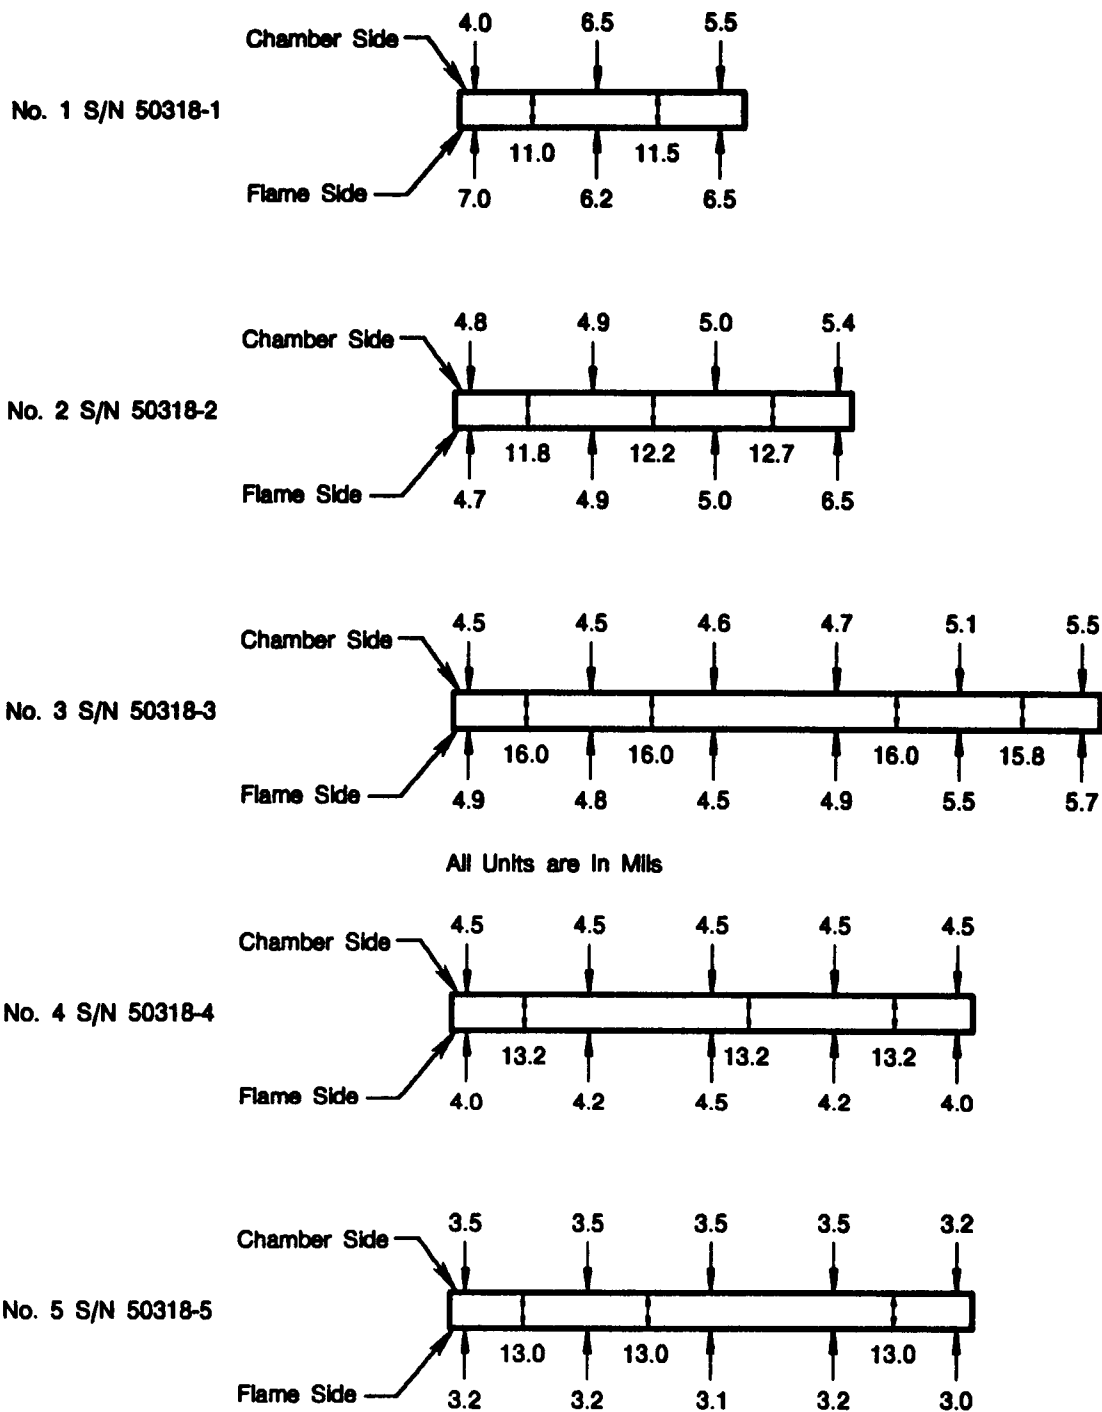 4.0 6.5 5.5
Chamber Side
No. 1 S/N 50318-1
11.0 11.5
Flame Side
7.0 6.2 6.5
4.8 4.9 5.0 5.4
Chamber Side
No. 2 S/N 50318-2
11.8 12.2 12.7
Flame Side
4.7 4.9 5.0 6.5
4.5 4.5 4.6 4.7 5.1 5.5
Chamber Side
No. 3 S/N 50318-3
16.0 16.0 16.0 15.8
Flame Side
4.9 4.8 4.5 4.9 5.5 5.7
All Units are in Mils
4.5 4.5 4.5 4.5 4.5
Chamber Side
No. 4 S/N 50318-4
13.2 13.2 13.2
Flame Side
4.0 4.2 4.5 4.2 4.0
3.5 3.5 3.5 3.5 3.2
Chamber Side
No. 5 S/N 50318-5
13.0 13.0 13.0
Flame Side
3.2 3.2 3.1 3.2 3.0